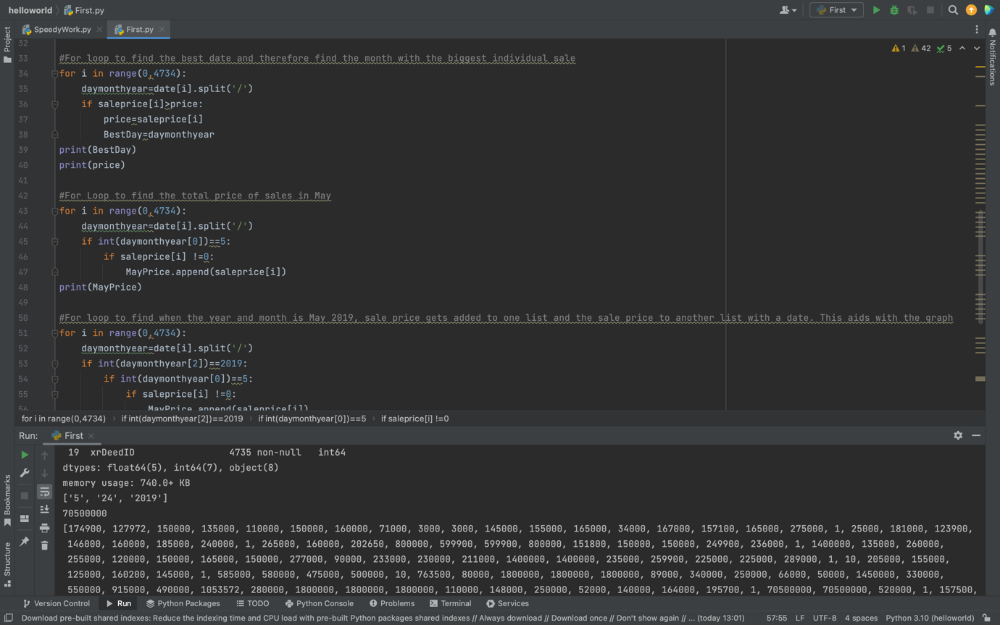 helloworld First.py
First
SpeedyWork.py First.py
Project
Notifications
1 42 5
32
33 #For loop to find the best date and therefore find the month with the biggest individual sale
34 for i in range(0,4734):
35 daymonthyear=date[i].split('/')
36 if saleprice[i]>price:
37 price=saleprice[i]
38 BestDay=daymonthyear
39 print(BestDay)
40 print(price)
41
42 #For Loop to find the total price of sales in May
43 for i in range(0,4734):
44 daymonthyear=date[i].split('/')
45 if int(daymonthyear[0])==5:
46 if saleprice[i] !=0:
47 MayPrice.append(saleprice[i])
48 print(MayPrice)
49
50 #For loop to find when the year and month is May 2019, sale price gets added to one list and the sale price to another list with a date. This aids with the graph
51 for i in range(0,4734):
52 daymonthyear=date[i].split('/')
53 if int(daymonthyear[2])==2019:
54 if int(daymonthyear[0])==5:
55 if saleprice[i] !=0:
56 MayPrice.append(saleprice[i])
for i in range(0,4734) › if int(daymonthyear[2])==2019 › if int(daymonthyear[0])==5 › if saleprice[i] !=0
Run: First
19 xrDeedID 4735 non-null int64
dtypes: float64(5), int64(7), object(8)
memory usage: 740.0+ KB
['5', '24', '2019']
70500000
[174900, 127972, 150000, 135000, 110000, 150000, 160000, 71000, 3000, 3000, 145000, 155000, 165000, 34000, 167000, 157100, 165000, 275000, 1, 25000, 181000, 123900,
146000, 160000, 185000, 240000, 1, 265000, 160000, 202650, 800000, 599900, 599900, 800000, 151800, 150000, 150000, 249900, 236000, 1, 1400000, 135000, 260000,
255000, 120000, 150000, 165000, 150000, 277000, 90000, 233000, 230000, 211000, 1400000, 1400000, 235000, 259900, 225000, 225000, 289000, 1, 10, 205000, 155000,
125000, 160200, 145000, 1, 585000, 580000, 475000, 500000, 10, 763500, 80000, 1800000, 1800000, 1800000, 89000, 340000, 250000, 66000, 50000, 1450000, 330000,
550000, 915000, 490000, 1053572, 280000, 1800000, 1800000, 1800000, 110000, 148000, 250000, 52000, 140000, 164000, 195700, 1, 70500000, 70500000, 520000, 1, 157500,
Bookmarks
Structure
Version Control Run Python Packages TODO Python Console Problems Terminal Services
Download pre-built shared indexes: Reduce the indexing time and CPU load with pre-built Python packages shared indexes // Always download // Download once // Don't show again // ... (today 13:01) 57:55 LF UTF-8 4 spaces Python 3.10 (helloworld)